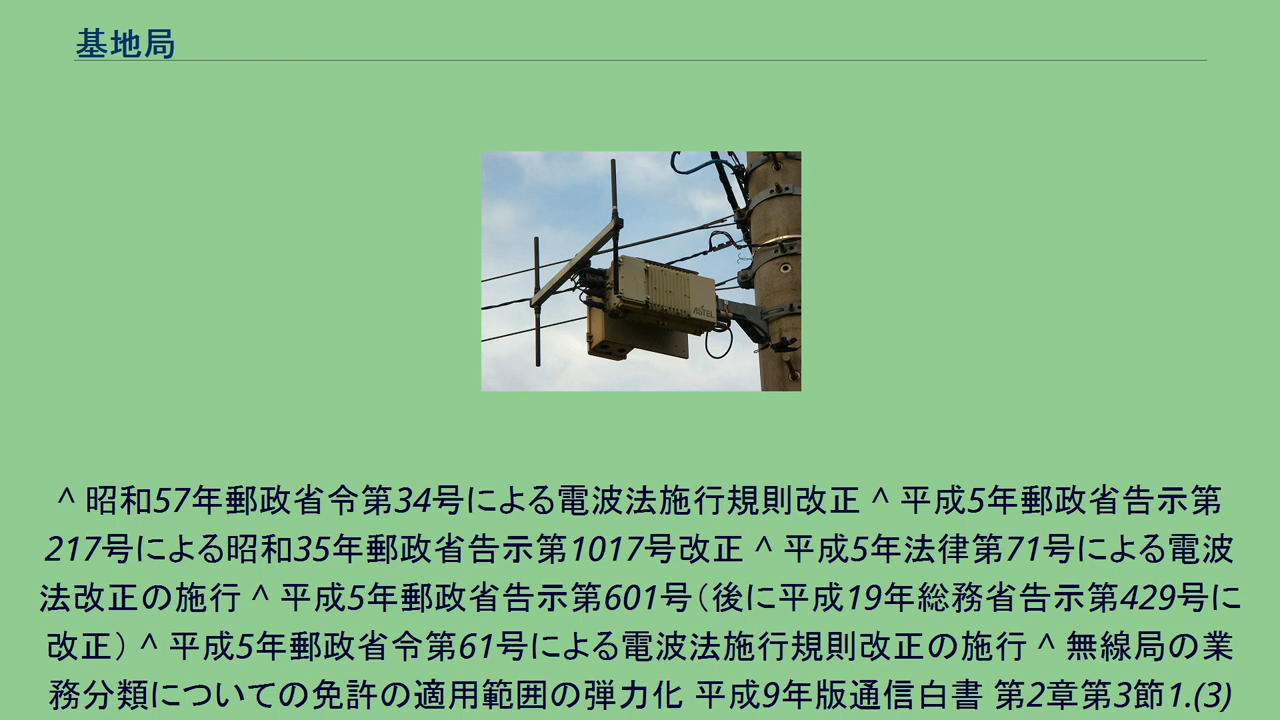 基地局
ASTEL
^ 昭和57年郵政省令第34号による電波法施行規則改正 ^ 平成5年郵政省告示第
217号による昭和35年郵政省告示第1017号改正 ^ 平成5年法律第71号による電波
法改正の施行 ^ 平成5年郵政省告示第601号（後に平成19年総務省告示第429号に
改正） ^ 平成5年郵政省令第61号による電波法施行規則改正の施行 ^ 無線局の業
務分類についての免許の適用範囲の弾力化 平成9年版通信白書 第2章第3節1.(3)